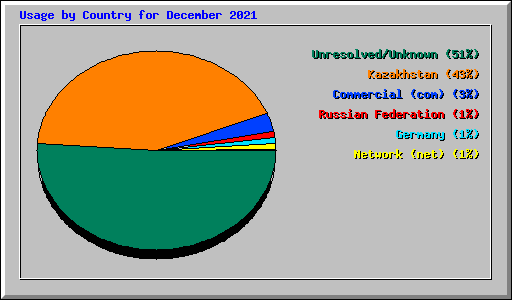 Usage by Country for December 2021
Unresolved/Unknown (51%)
Kazakhstan (43%)
Commercial (com) (3%)
Russian Federation (1%)
Germany (1%)
Network (net) (1%)